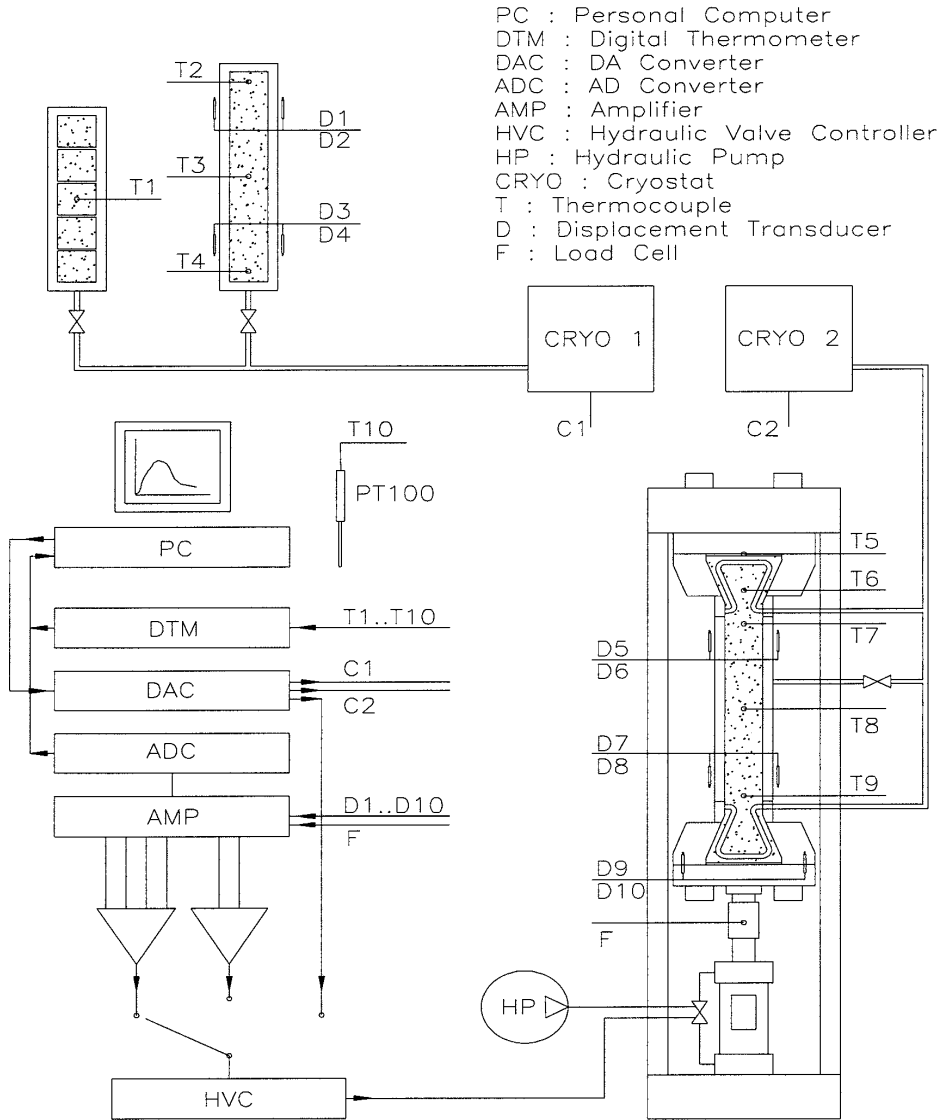 PC : Personal Computer
DTM : Digital Thermometer
DAC : DA Converter
ADC : AD Converter
AMP : Amplifier
HVC : Hydraulic Valve Controller
HP : Hydraulic Pump
CRYO : Cryostat
T : Thermocouple
D : Displacement Transducer
F : Load Cell
T2
D1
D2
T3
T1
D3
D4
T4
CRYO 1
CRYO 2
C1
C2
T10
PT100
PC
T5
T6
T1..T10
DTM
T7
D5
D6
C1
DAC
C2
T8
ADC
D7
D8
T9
D1..D10
AMP
F
D9
D10
F
HP
HVC